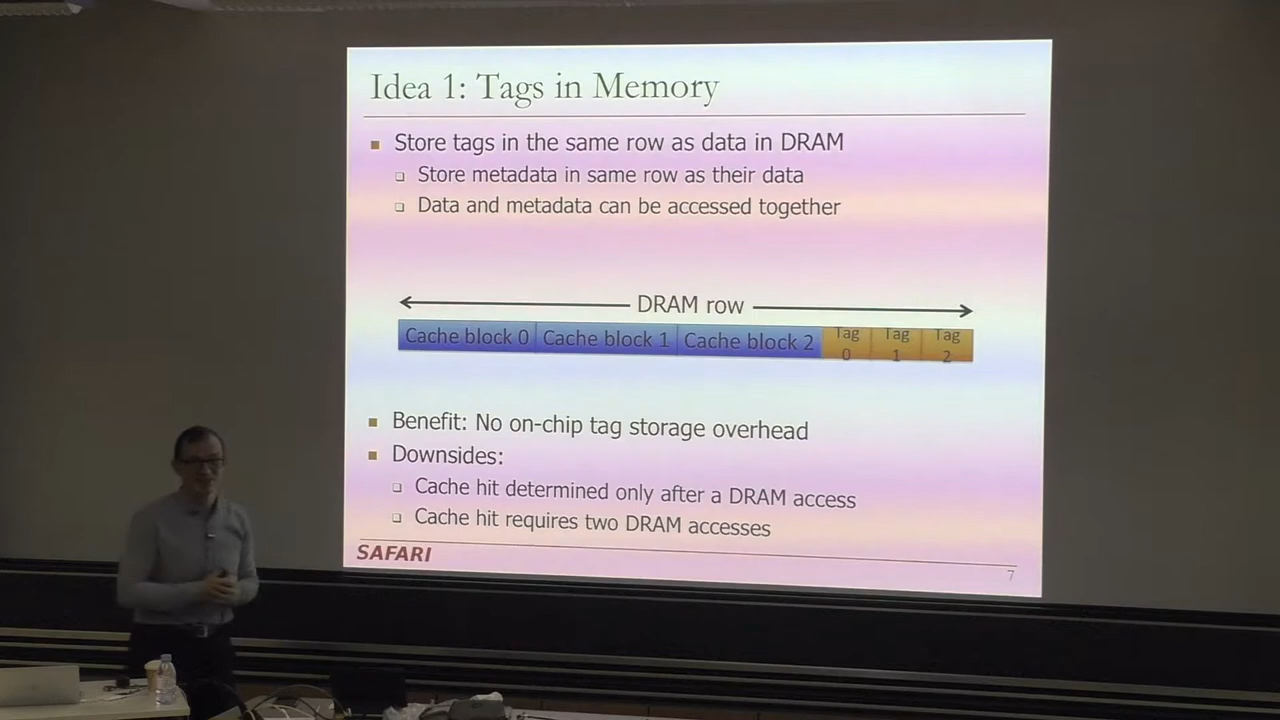 Idea 1: Tags in Memory
Store tags in the same row as data in DRAM
Store metadata in same row as their data
Data and metadata can be accessed together
DRAM row
Cache block 0 Cache block 1 Cache block 2 Tag 0 Tag 1 Tag 2
Benefit: No on-chip tag storage overhead
Downsides:
Cache hit determined only after a DRAM access
Cache hit requires two DRAM accesses
SAFARI
7